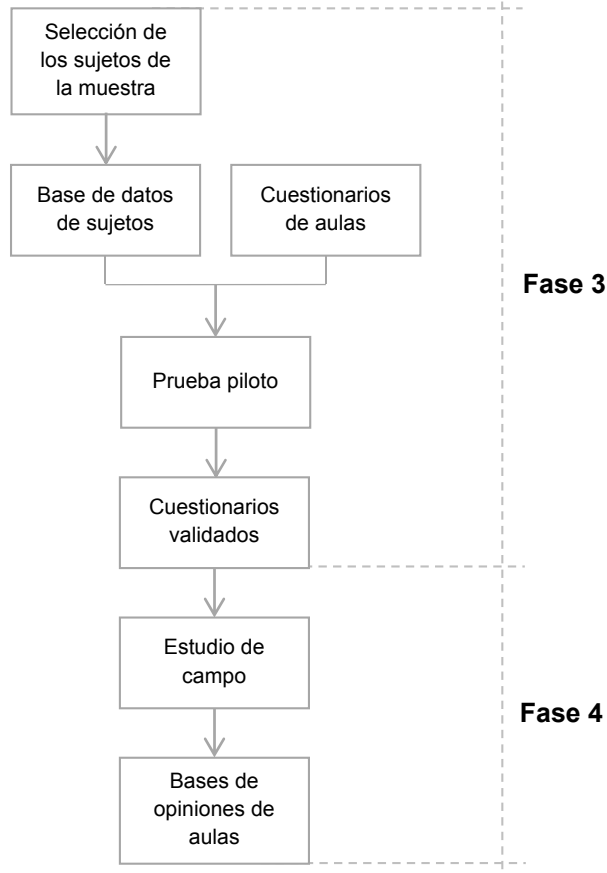 Selección de
los sujetos de
la muestra
Base de datos
de sujetos
Cuestionarios
de aulas
Fase 3
Prueba piloto
Cuestionarios
validados
Estudio de
campo
Fase 4
Bases de
opiniones de
aulas